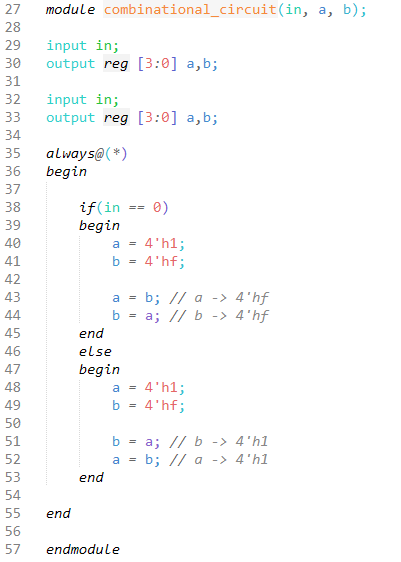 27 module combinational_circuit(in, a, b);
28
29 input in;
30 output reg [3:0] a,b;
31
32 input in;
33 output reg [3:0] a,b;
34
35 always@(*)
36 begin
37
38 if(in == 0)
39 begin
40 a = 4'h1;
41 b = 4'hf;
42
43 a = b; // a -> 4'hf
44 b = a; // b -> 4'hf
45 end
46 else
47 begin
48 a = 4'h1;
49 b = 4'hf;
50
51 b = a; // b -> 4'h1
52 a = b; // a -> 4'h1
53 end
54
55 end
56
57 endmodule